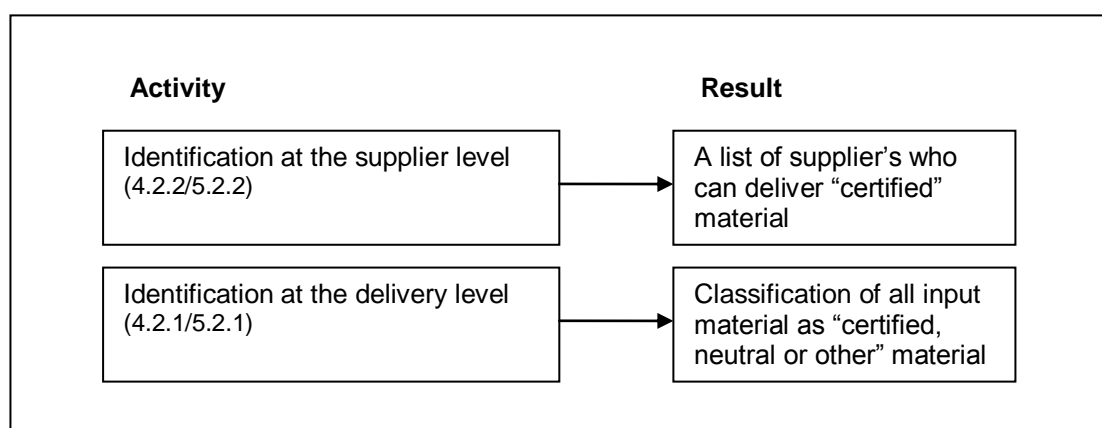 Activity
Result
Identification at the supplier level
(4.2.2/5.2.2)
A list of supplier’s who
can deliver “certified”
material
Identification at the delivery level
(4.2.1/5.2.1)
Classification of all input
material as “certified,
neutral or other” material